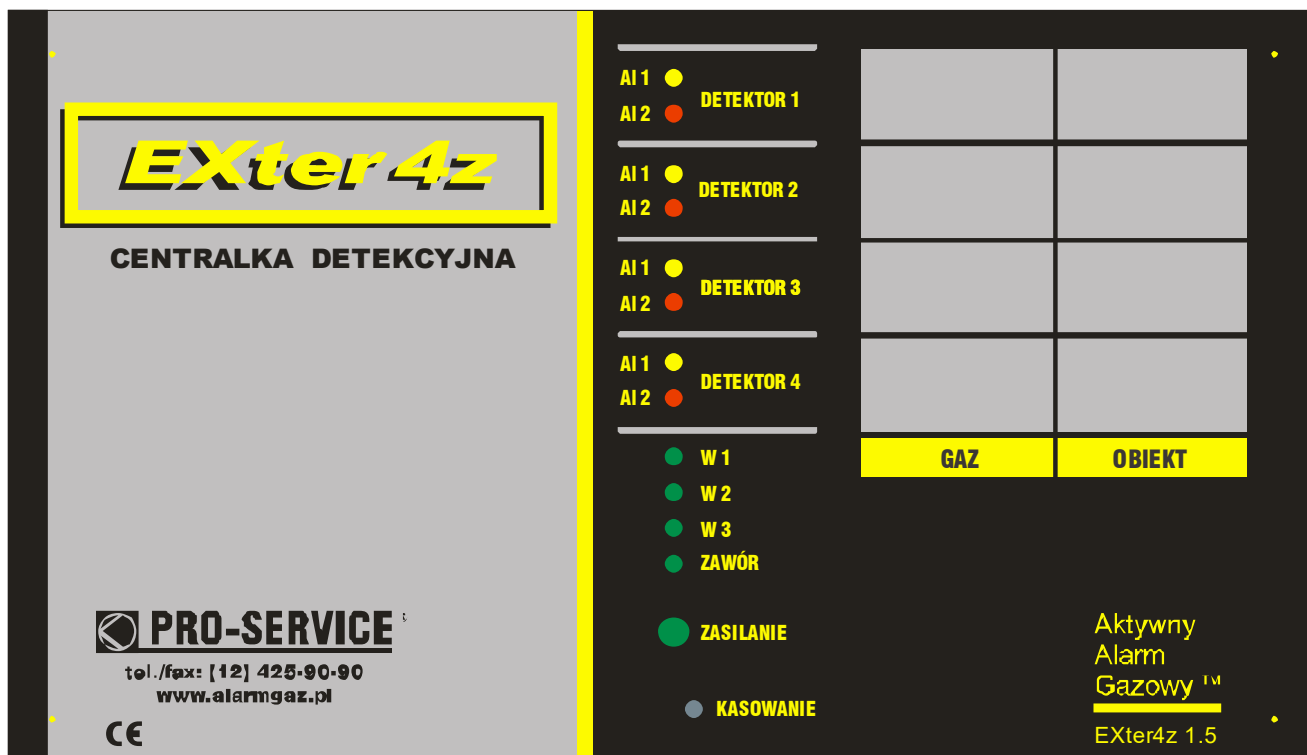 EXter 4z
CENTRALKA DETEKCYJNA
PRO-SERVICE
tel./fax: [12] 425-90-90
www.alarmgaz.pl
CE
Al 1
DETEKTOR 1
Al 2
Al 1
DETEKTOR 2
Al 2
Al 1
DETEKTOR 3
Al 2
Al 1
DETEKTOR 4
Al 2
W 1
W 2
W 3
ZAWÓR
ZASILANIE
KASOWANIE
GAZ OBIEKT
Aktywny
Alarm
Gazowy ™
EXter4z 1.5